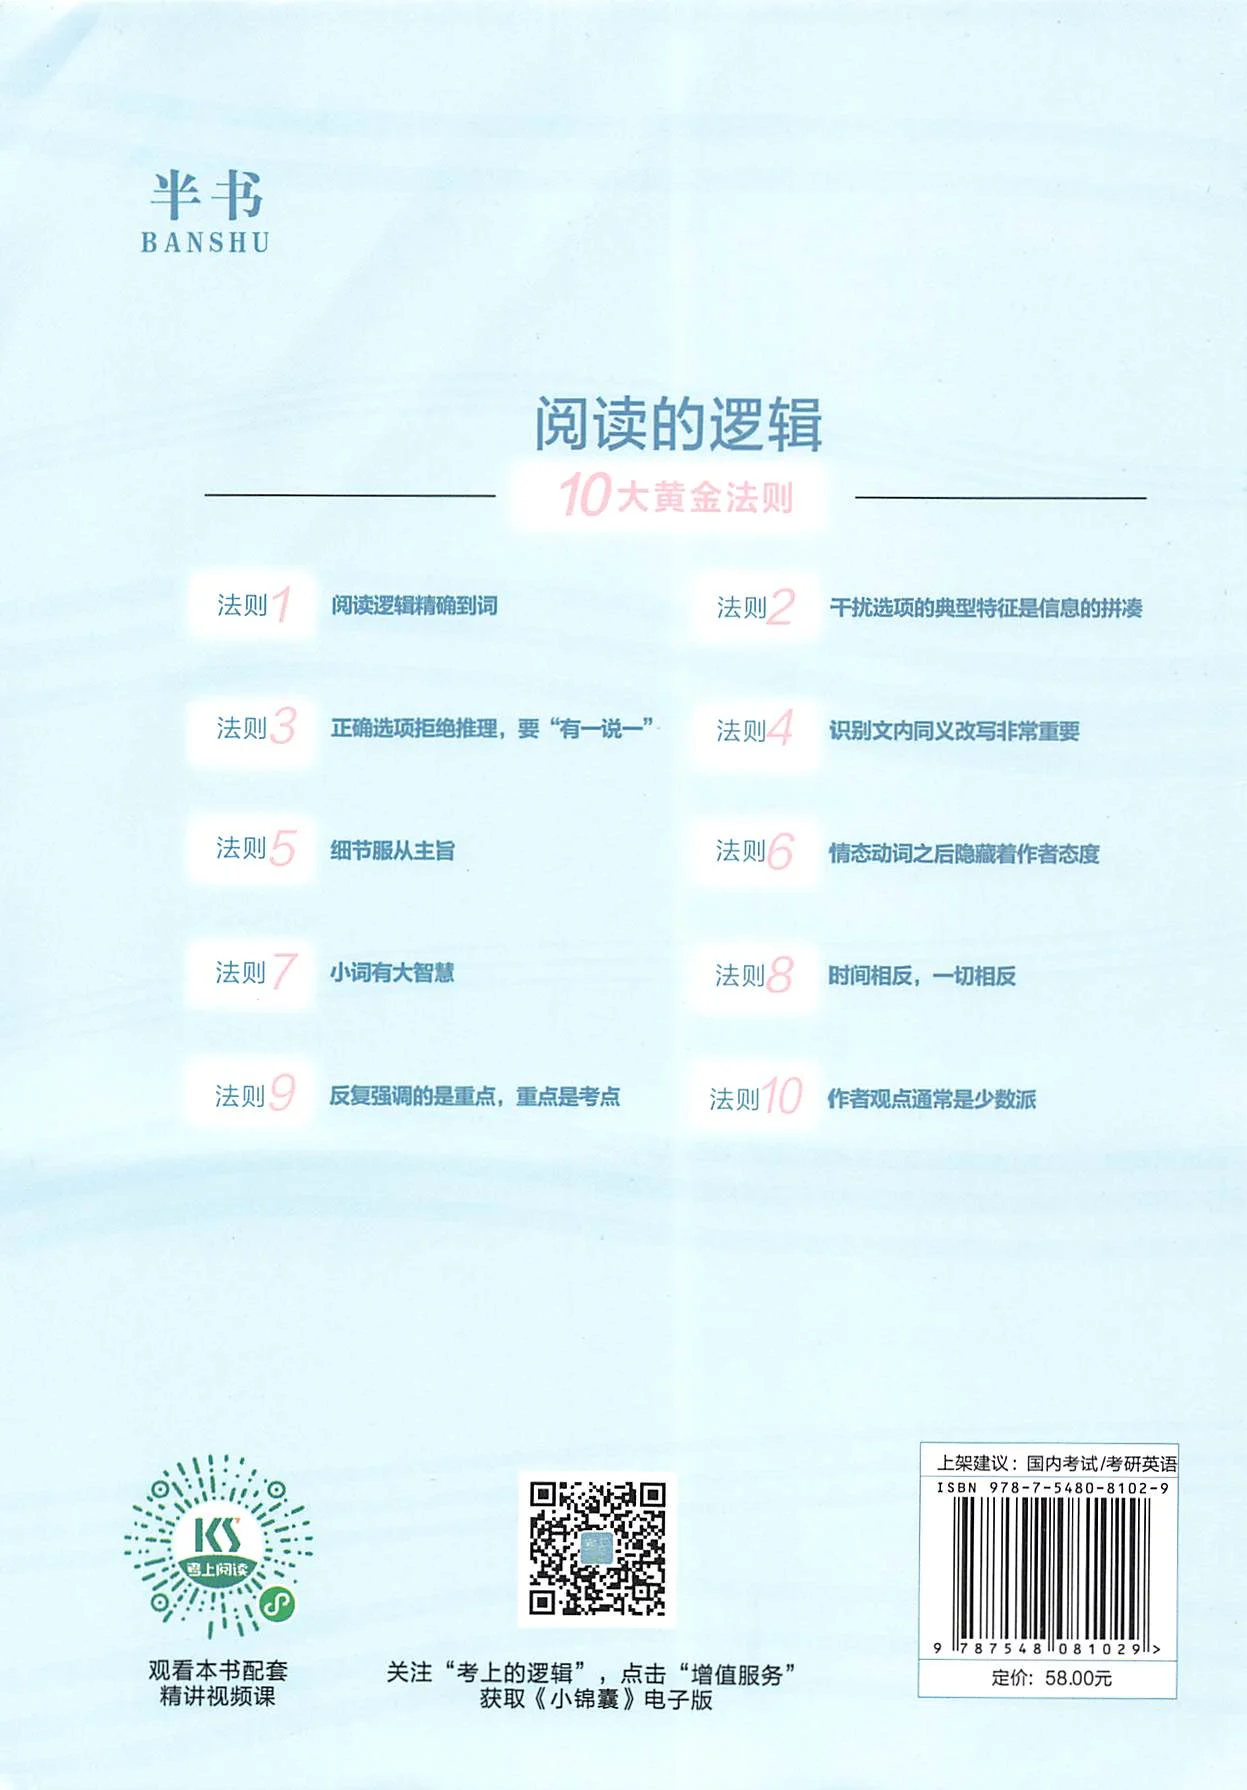 半书
BANSHU
阅读的逻辑
10大黄金法则
法则1 阅读逻辑精确到词
法则2 干扰选项的典型特征是信息的拼凑
法则3 正确选项拒绝推理，要“有一说一”
法则4 识别文内同义改写非常重要
法则5 细节服从主旨
法则6 情态动词之后隐藏着作者态度
法则7 小词有大智慧
法则8 时间相反，一切相反
法则9 反复强调的是重点，重点是考点
法则10 作者观点通常是少数派
KS
考上阅读
观看本书配套
精讲视频课
关注“考上的逻辑”，点击“增值服务”
获取《小锦囊》电子版
上架建议：国内考试/考研英语
ISBN 978-7-5480-8102-9
9 787548 081029 >
定价：58.00元